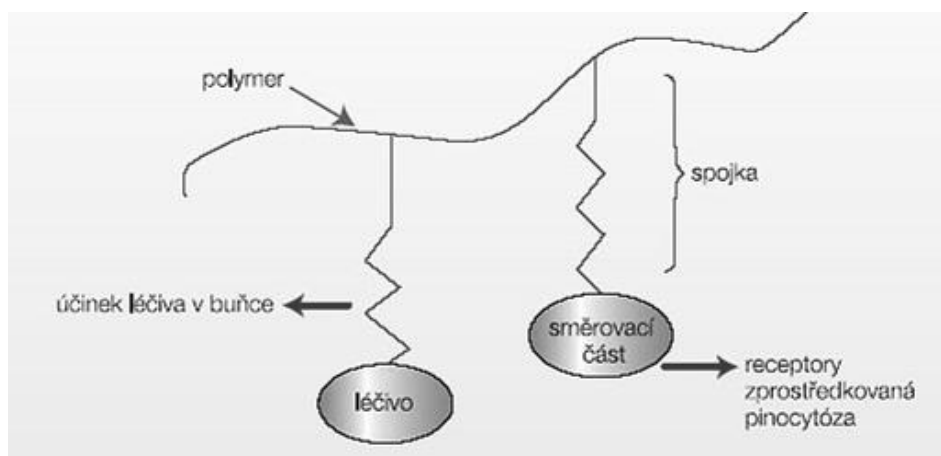 polymer
spojka
účinek léčiva v buňce
směrovací
část
léčivo
receptory
zprostředkovaná
pinocytóza